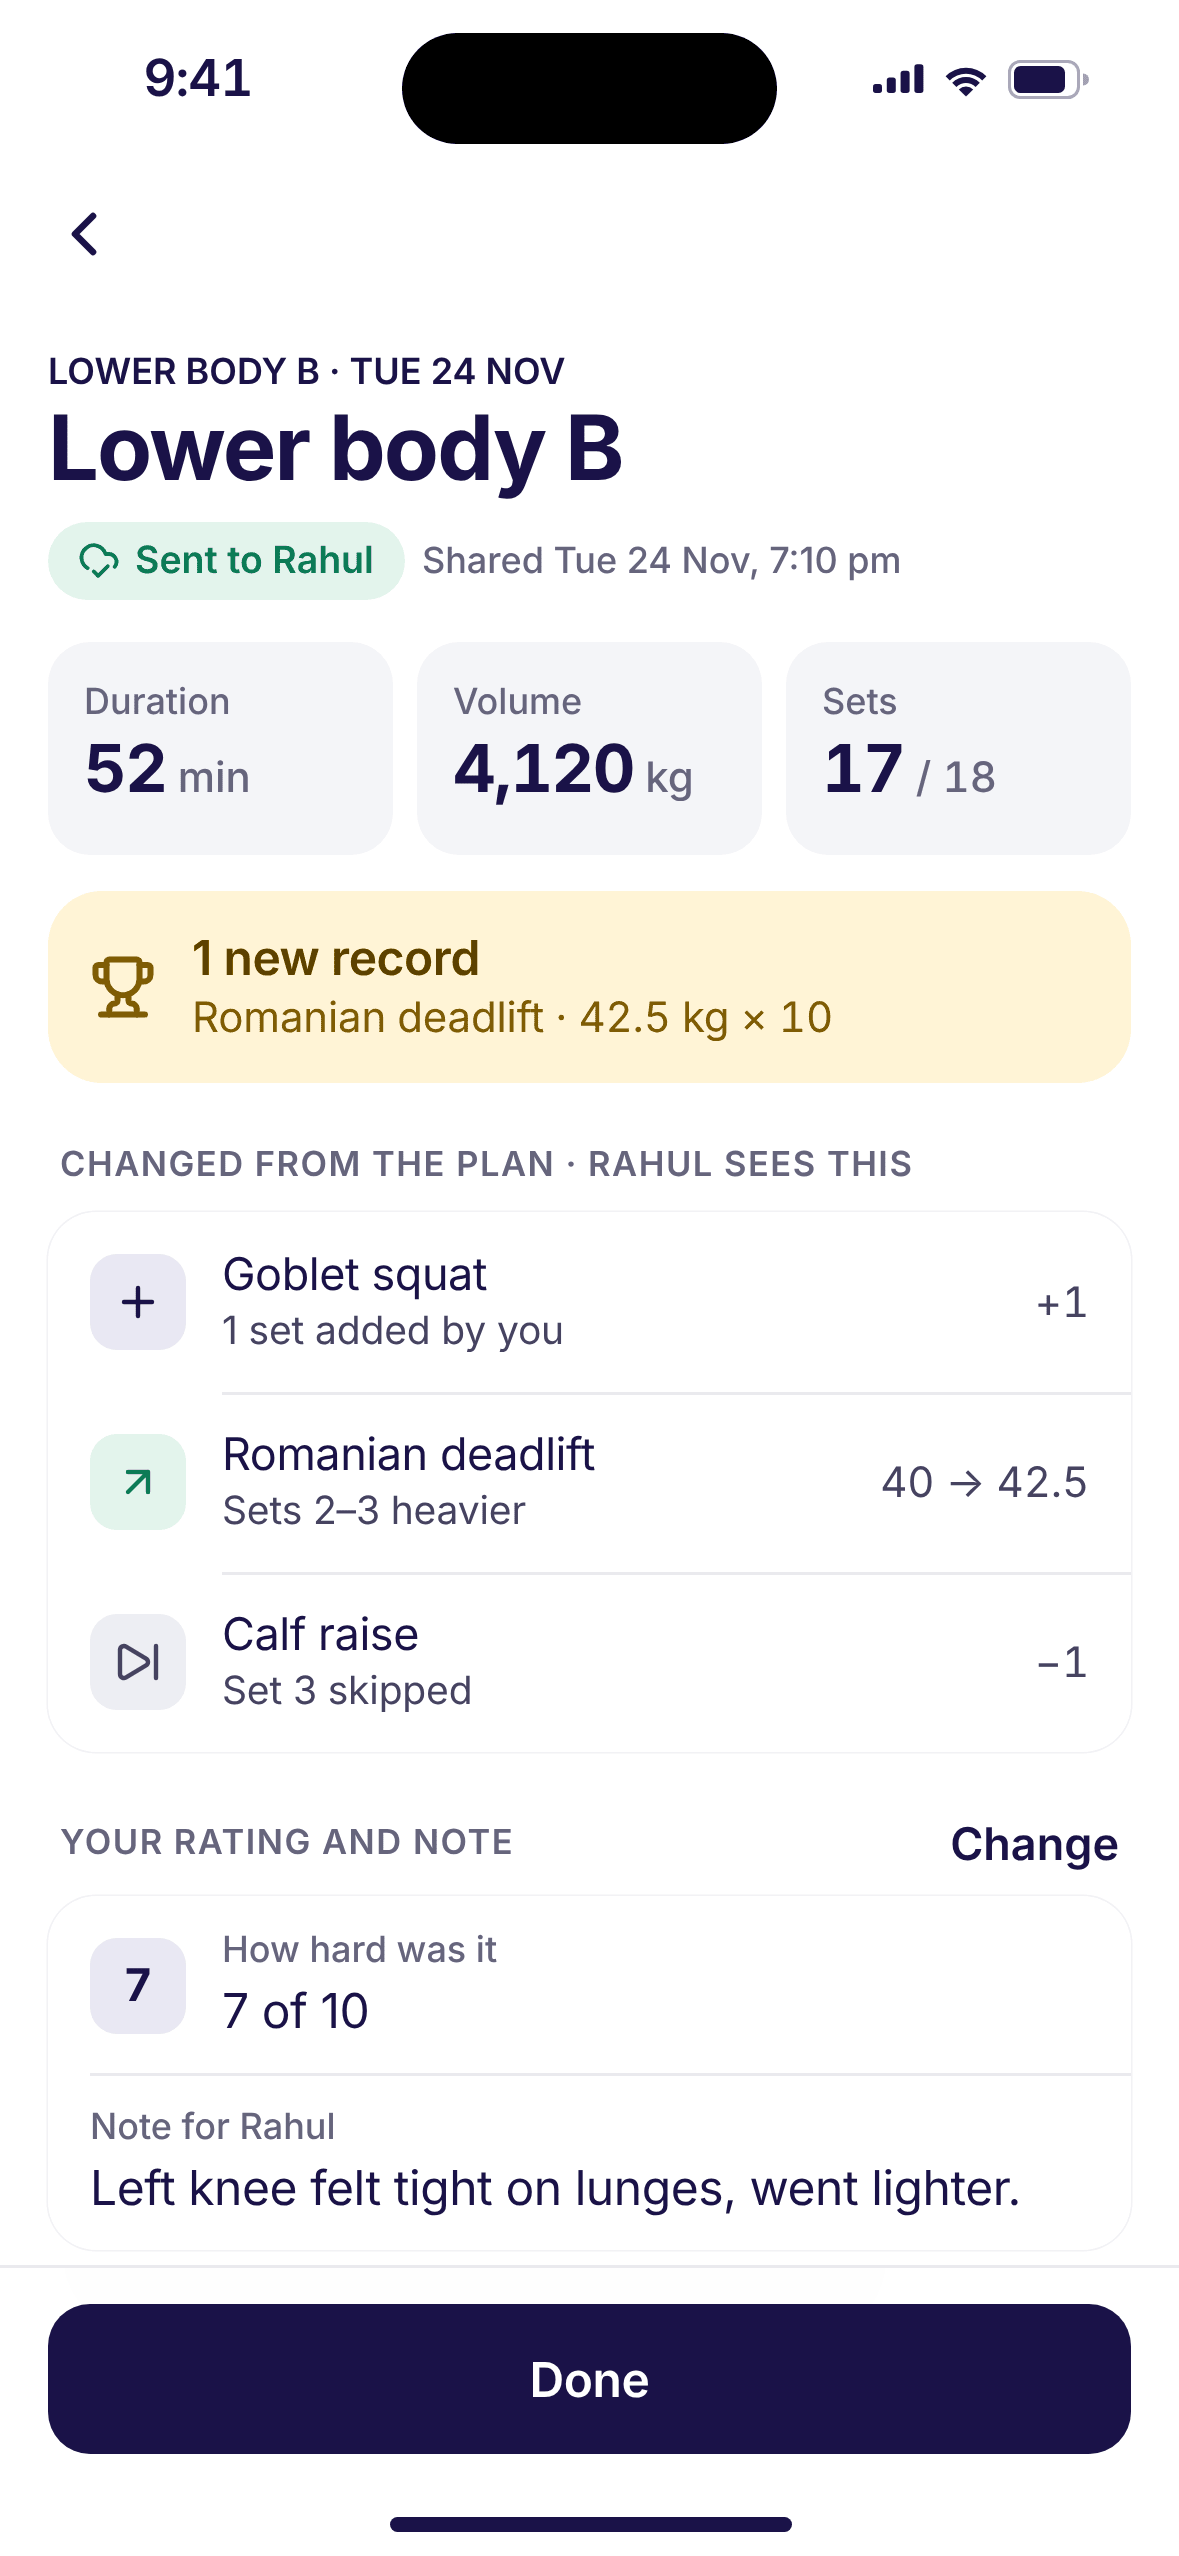 9:41
LOWER BODY B · TUE 24 NOV
Lower body B
Sent to Rahul
Shared Tue 24 Nov, 7:10 pm
Duration
52 min
Volume
4,120 kg
Sets
17 / 18
1 new record
Romanian deadlift · 42.5 kg × 10
CHANGED FROM THE PLAN · RAHUL SEES THIS
Goblet squat
1 set added by you
+1
Romanian deadlift
Sets 2–3 heavier
40 → 42.5
Calf raise
Set 3 skipped
−1
YOUR RATING AND NOTE
Change
7
How hard was it
7 of 10
Note for Rahul
Left knee felt tight on lunges, went lighter.
Done